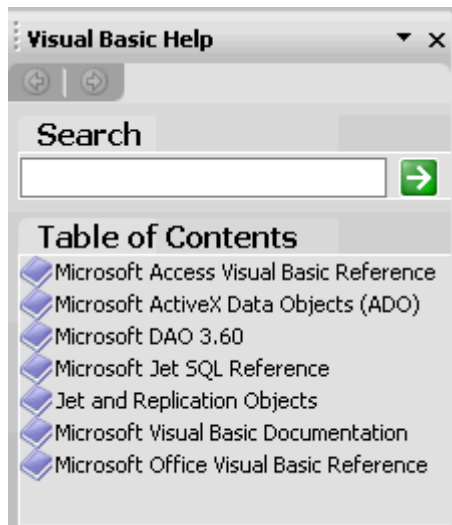 Visual Basic Help
Search
Table of Contents
Microsoft Access Visual Basic Reference
Microsoft ActiveX Data Objects (ADO)
Microsoft DAO 3.60
Microsoft Jet SQL Reference
Jet and Replication Objects
Microsoft Visual Basic Documentation
Microsoft Office Visual Basic Reference